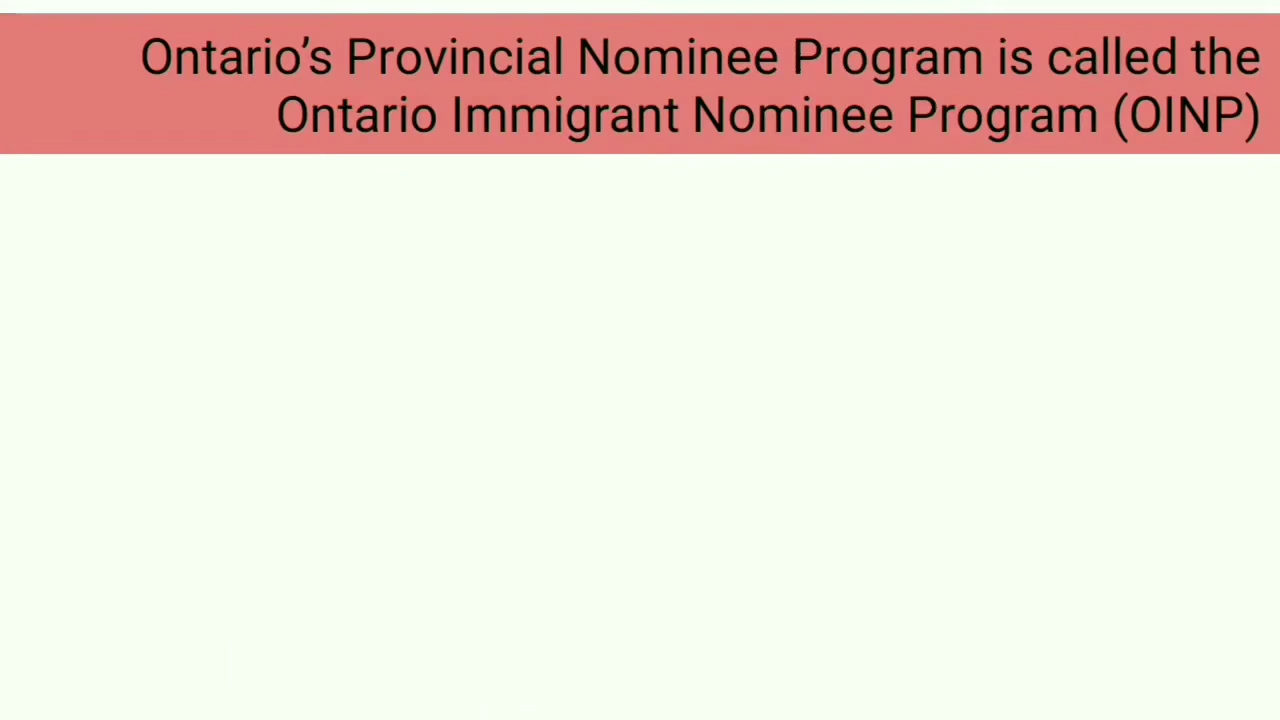 Ontario’s Provincial Nominee Program is called the
Ontario Immigrant Nominee Program (OINP)